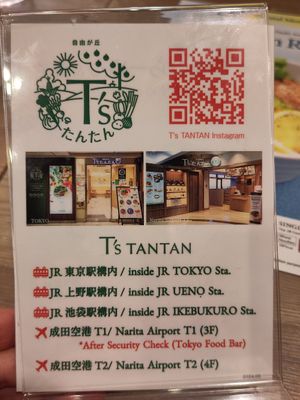 自由が丘
T's
たんたん
T's TANTAN Instagram
T's TANTAN
JR 東京駅構内 / inside JR TOKYO Sta.
JR 上野駅構内 / inside JR UENO Sta.
JR 池袋駅構内 / inside JR IKEBUKURO Sta.
成田空港 T1/ Narita Airport T1 (3F)
*After Security Check (Tokyo Food Bar)
成田空港 T2/ Narita Airport T2 (4F)